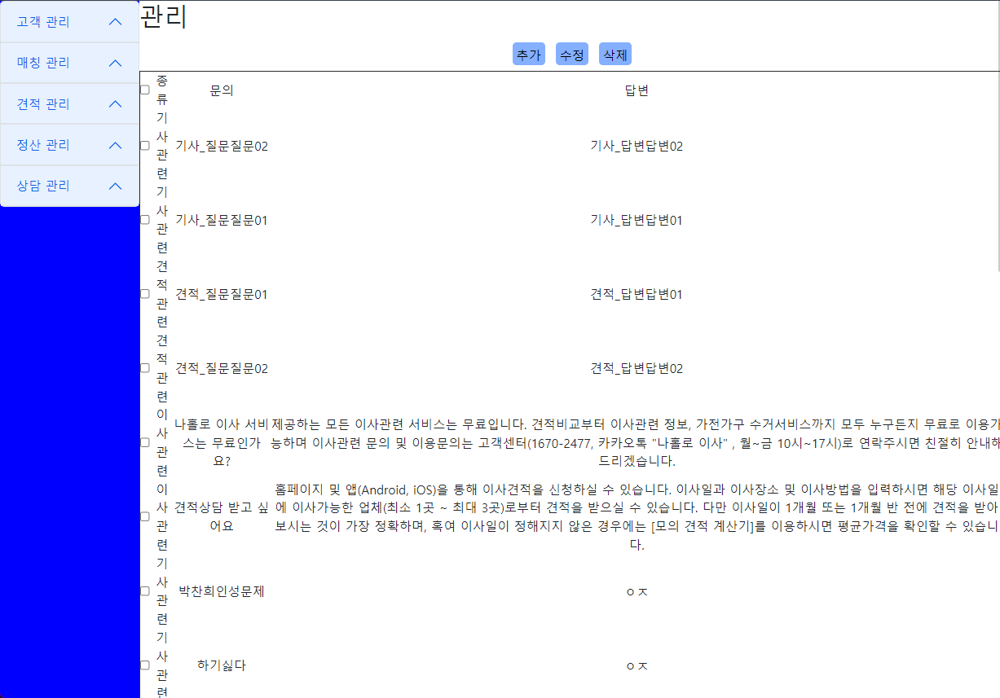 고객 관리
매칭 관리
견적 관리
정산 관리
상담 관리
관리
추가 수정 삭제
종류 문의 답변
기사관련 기사_질문질문02 기사_답변답변02
기사관련 기사_질문질문01 기사_답변답변01
견적관련 견적_질문질문01 견적_답변답변01
견적관련 견적_질문질문02 견적_답변답변02
이사관련
나홀로 이사 서비
스는 무료인가
요?
제공하는 모든 이사관련 서비스는 무료입니다. 견적비교부터 이사관련 정보, 가전가구 수거서비스까지 모두 누구든지 무료로 이용가
능하며 이사관련 문의 및 이용문의는 고객센터(1670-2477, 카카오톡 "나홀로 이사" , 월~금 10시~17시)로 연락주시면 친절히 안내해
드리겠습니다.
이사관련
견적상담 받고 싶
어요
홈페이지 및 앱(Android, iOS)을 통해 이사견적을 신청하실 수 있습니다. 이사일과 이사장소 및 이사방법을 입력하시면 해당 이사일
에 이사가능한 업체(최소 1곳 ~ 최대 3곳)로부터 견적을 받으실 수 있습니다. 다만 이사일이 1개월 또는 1개월 반 전에 견적을 받아
보시는 것이 가장 정확하며, 혹여 이사일이 정해지지 않은 경우에는 [모의 견적 계산기]를 이용하시면 평균가격을 확인할 수 있습니
다.
기사관련 박찬희인성문제 ㅇㅈ
기사관련 하기싫다 ㅇㅈ